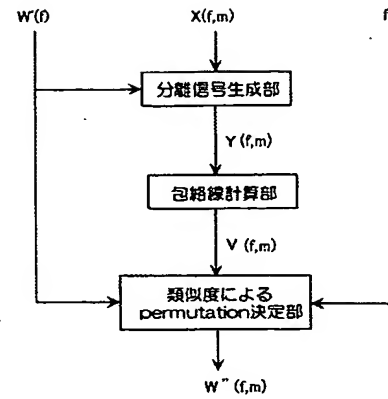 W'(f)
X(f,m)
f
分離信号生成部
Y(f,m)
包絡線計算部
V(f,m)
類似度による
permutation決定部
W''(f,m)